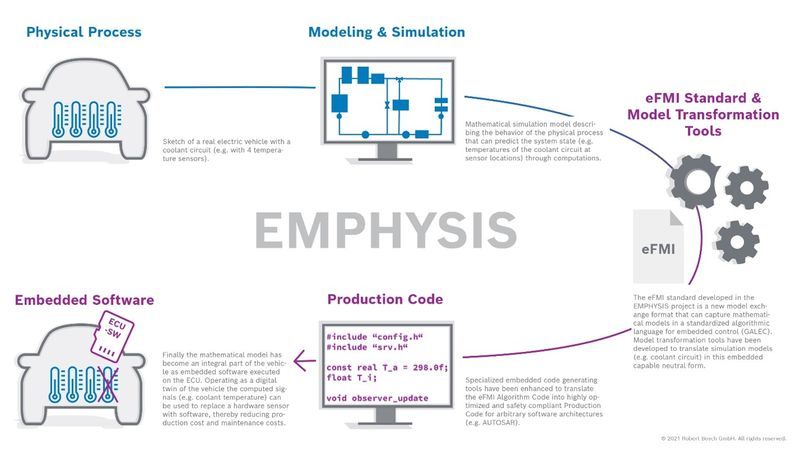 Physical Process
Sketch of a real electric vehicle with a
coolant circuit (e.g. with 4 tempera-
ture sensors).
Modeling & Simulation
Mathematical simulation model descri-
bing the behavior of the physical process
that can predict the system state (e.g.
temperatures of the coolant circuit at
sensor locations) through computations.
eFMI Standard &
Model Transformation
Tools
eFMI
The eFMI standard developed in the
EMPHYSIS project is a new model exch-
ange format that can capture mathemati-
cal models in a standardized algorithmic
language for embedded control (GALEC).
Model transformation tools have been
developed to translate simulation models
(e.g. coolant circuit) in this embedded
capable neutral form.
EMPHYSIS
Production Code
#include “config.h“
#include “srv.h“
const real T_a = 298.0f;
float T_i;
void observer_update
Specialized embedded code generating
tools have been enhanced to translate
the eFMI Algorithm Code into highly op-
timized and safety compliant Production
Code for arbitrary software architectures
(e.g. AUTOSAR).
Embedded Software
ECU
-SW
Finally the mathematical model has
become an integral part of the vehic-
le as embedded software executed
on the ECU. Operating as a digital
twin of the vehicle the computed sig-
nals (e.g. coolant temperature) can
be used to replace a hardware sensor
with software, thereby reducing pro-
duction cost and maintenance costs.
© 2021 Robert Bosch GmbH. All rights reserved.